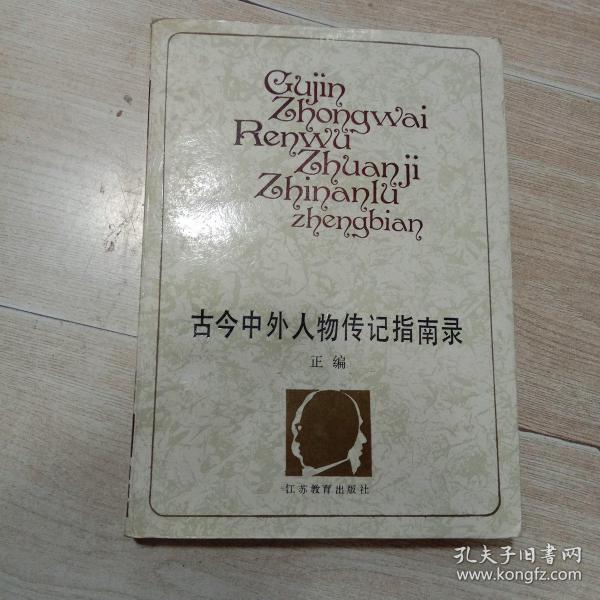 Gujin
Zhongwai
Renwu
Zhuanji
Zhinanlu
zhengbian
古今中外人物传记指南录
正编
江苏教育出版社
孔夫子旧书网
www.kongfz.com